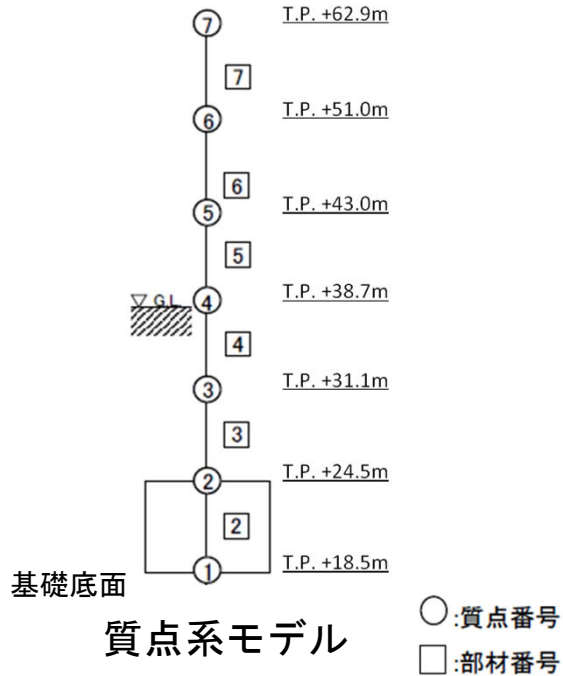 ⑦ T.P. +62.9m
7
⑥ T.P. +51.0m
6
⑤ T.P. +43.0m
5
▽ G.L. ④ T.P. +38.7m
4
③ T.P. +31.1m
3
② T.P. +24.5m
2
① T.P. +18.5m
基礎底面
質点系モデル
○:質点番号
□:部材番号